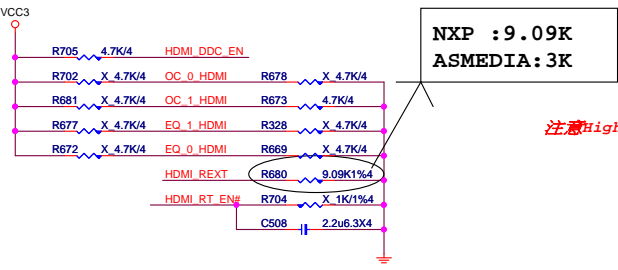 VCC3
NXP :9.09K
ASMEDIA:3K
R705 4.7K/4 HDMI_DDC_EN
R702 X_4.7K/4 OC_0_HDMI R678 X_4.7K/4
R681 X_4.7K/4 OC_1_HDMI R673 4.7K/4
注意High
R677 X_4.7K/4 EQ_1_HDMI R328 X_4.7K/4
R672 X_4.7K/4 EQ_0_HDMI R669 X_4.7K/4
HDMI_REXT R680 9.09K1%4
HDMI_RT_EN# R704 X_1K/1%4
C508 2.2u6.3X4